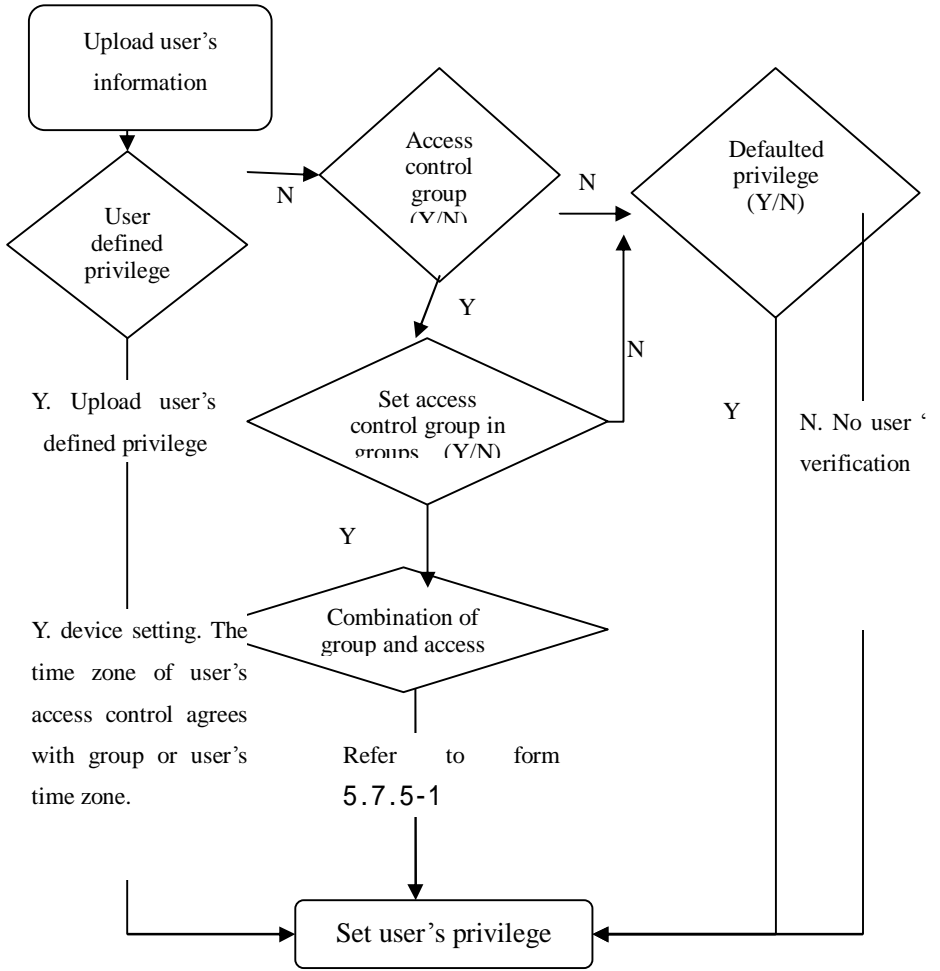 Upload user’s
information
User
defined
privilege
N
Access
control
group
(Y/N)
N
Defaulted
privilege
(Y/N)
Y
N
Set access
control group in
groups (Y/N)
Y. Upload user’s
defined privilege
Y
N. No user ‘
verification
Y
Combination of
group and access
Y. device setting. The
time zone of user’s
access control agrees
with group or user’s
time zone.
Refer to form
5.7.5-1
Set user’s privilege